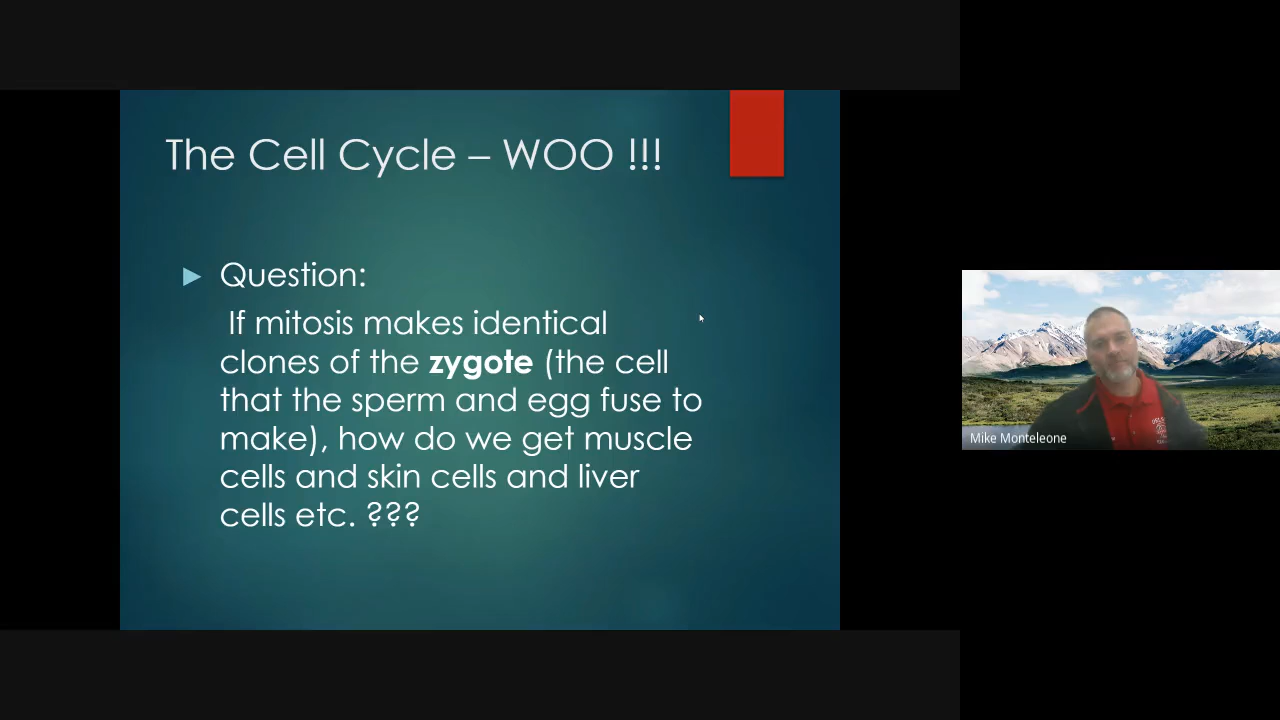 The Cell Cycle – WOO !!!
Question:
If mitosis makes identical
clones of the zygote (the cell
that the sperm and egg fuse to
make), how do we get muscle
cells and skin cells and liver
cells etc. ???
Mike Monteleone